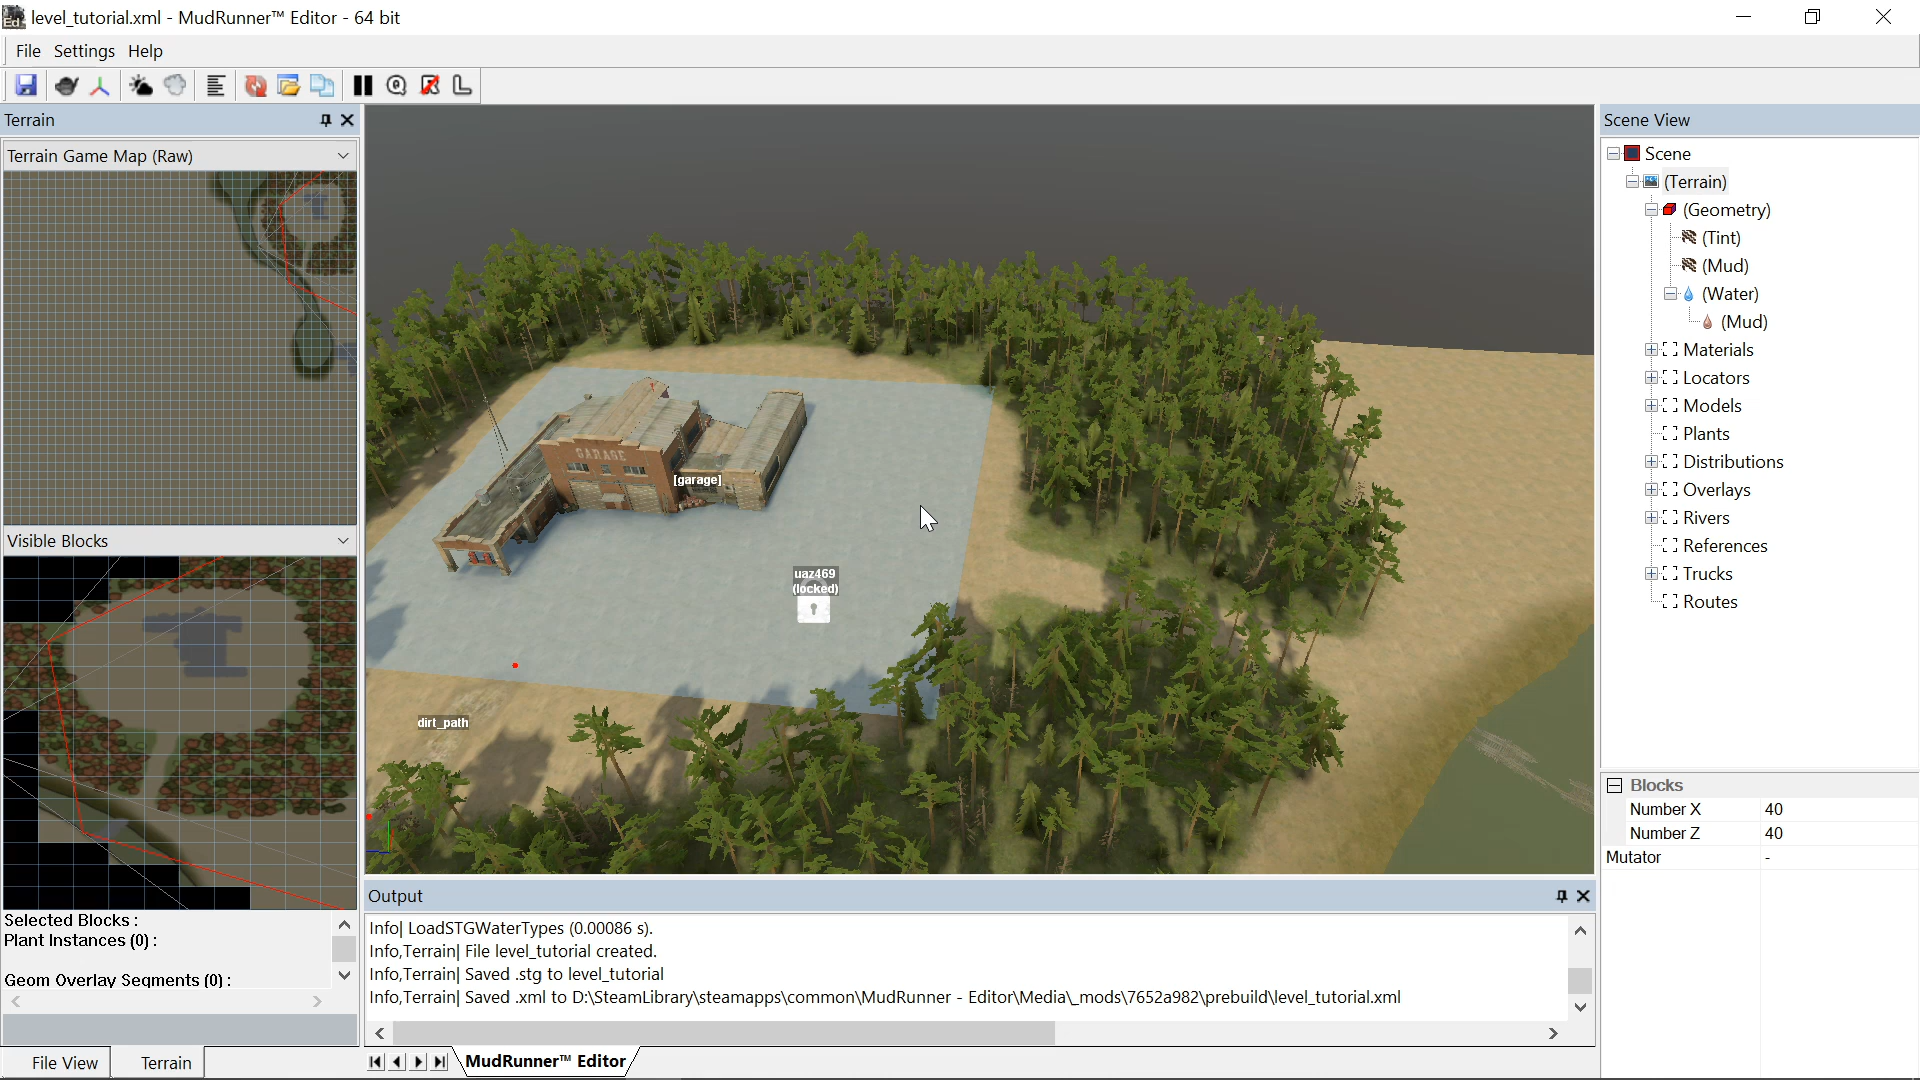 level_tutorial.xml - MudRunner™ Editor - 64 bit
File Settings Help
Terrain
Terrain Game Map (Raw)
Visible Blocks
Selected Blocks :
Plant Instances (0) :
Geom Overlay Segments (0) :
File View
Terrain
GARAGE
[garage]
uaz469
(locked)
dirt_path
Output
Info| LoadSTGWaterTypes (0.00086 s).
Info,Terrain| File level_tutorial created.
Info,Terrain| Saved .stg to level_tutorial
Info,Terrain| Saved .xml to D:\SteamLibrary\steamapps\common\MudRunner - Editor\Media\_mods\7652a982\prebuild\level_tutorial.xml
MudRunner™ Editor
Scene View
Scene
(Terrain)
(Geometry)
(Tint)
(Mud)
(Water)
(Mud)
Materials
Locators
Models
Plants
Distributions
Overlays
Rivers
References
Trucks
Routes
Blocks
Number X 40
Number Z 40
Mutator -